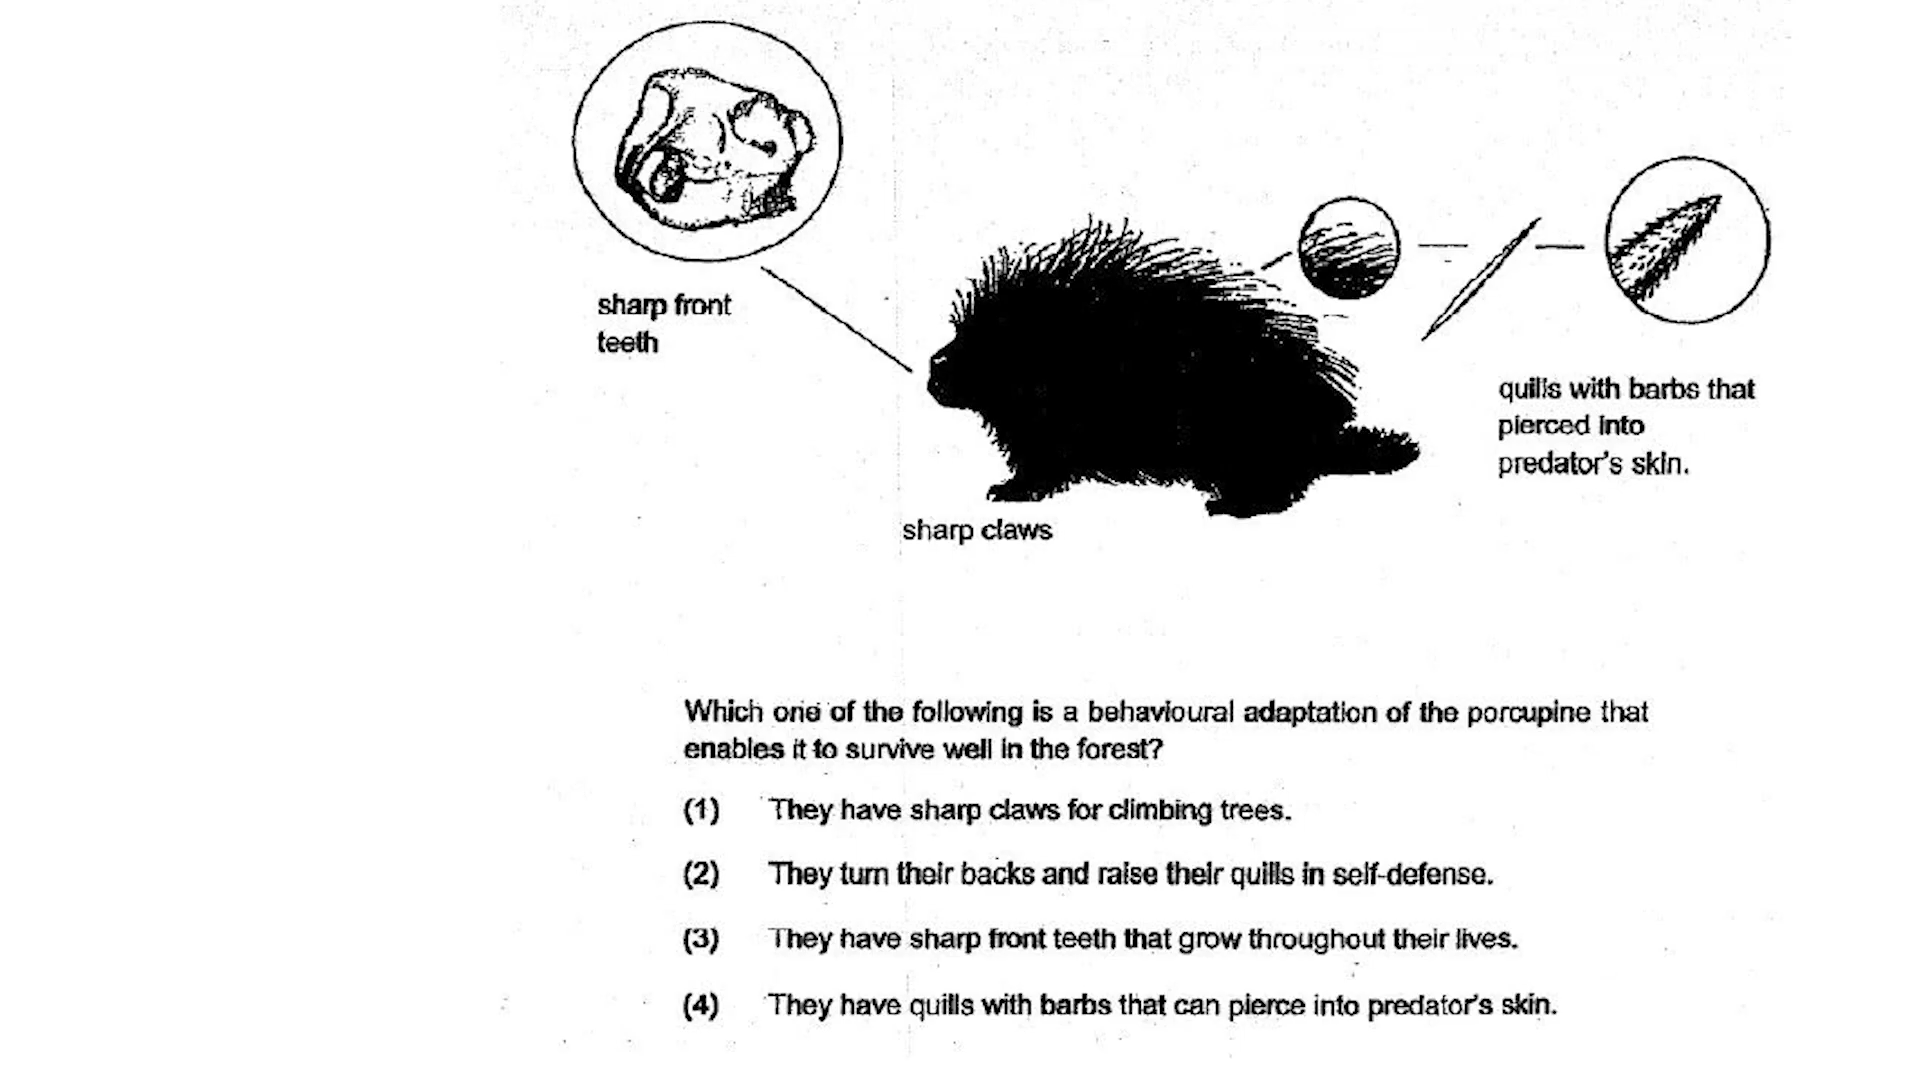 sharp front
teeth
quills with barbs that
pierced into
predator's skin.
sharp claws
Which one of the following is a behavioural adaptation of the porcupine that
enables it to survive well in the forest?
(1) They have sharp claws for climbing trees.
(2) They turn their backs and raise their quills in self-defense.
(3) They have sharp front teeth that grow throughout their lives.
(4) They have quills with barbs that can pierce into predator's skin.